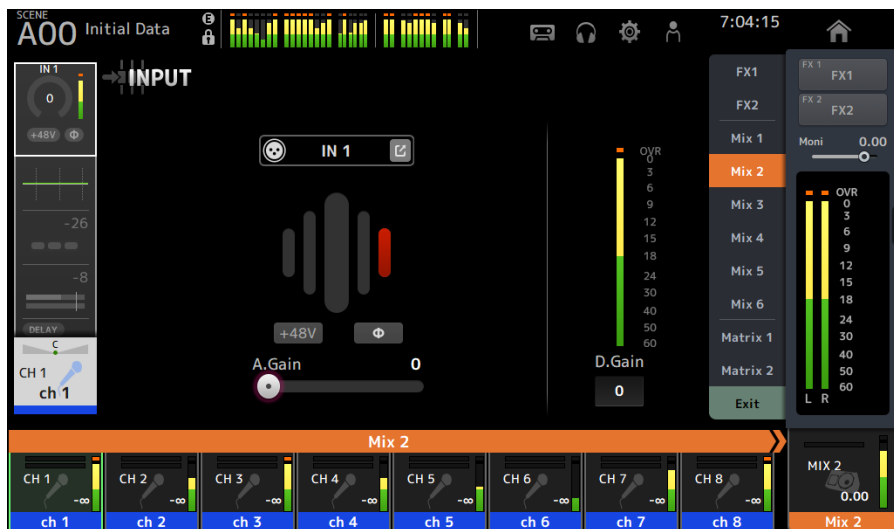 SCENE
A00 Initial Data
E
7:04:15
IN 1
0
+48V Φ
-26
-8
DELAY
C
CH 1
ch 1
INPUT
IN 1
+48V Φ
A.Gain 0
OVR
0
3
6
9
12
15
18
24
30
40
50
60
D.Gain
0
FX1
FX2
Mix 1
Mix 2
Mix 3
Mix 4
Mix 5
Mix 6
Matrix 1
Matrix 2
Exit
FX 1
FX1
FX 2
FX2
Moni 0.00
OVR
0
3
6
9
12
15
18
24
30
40
50
60
L R
Mix 2
CH 1
-∞
ch 1
CH 2
-∞
ch 2
CH 3
-∞
ch 3
CH 4
-∞
ch 4
CH 5
-∞
ch 5
CH 6
-∞
ch 6
CH 7
-∞
ch 7
CH 8
-∞
ch 8
MIX 2
0.00
Mix 2